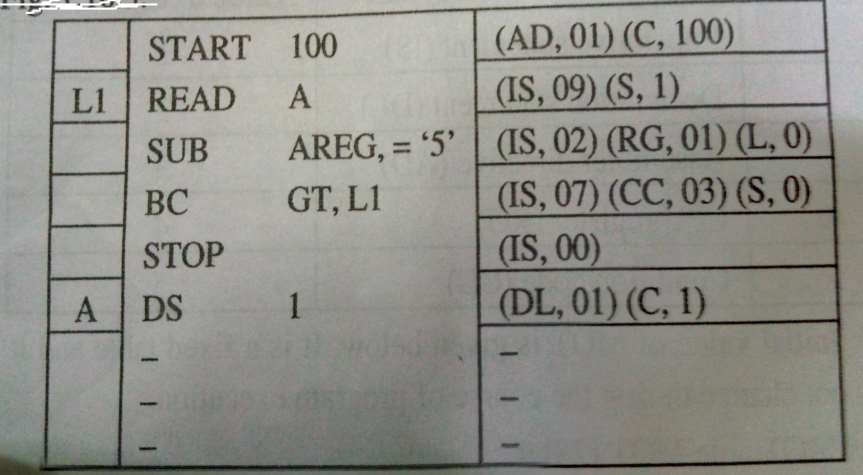 START 100 (AD, 01) (C, 100)
L1 READ A (IS, 09) (S, 1)
SUB AREG, = ‘5’ (IS, 02) (RG, 01) (L, 0)
BC GT, L1 (IS, 07) (CC, 03) (S, 0)
STOP (IS, 00)
A DS 1 (DL, 01) (C, 1)
– –
– –
– –